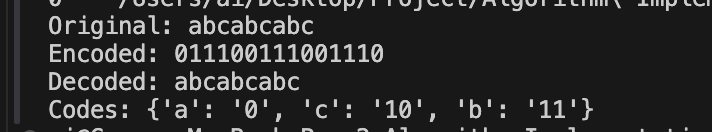 Original: abcabcabc
Encoded: 011100111001110
Decoded: abcabcabc
Codes: {'a': '0', 'c': '10', 'b': '11'}